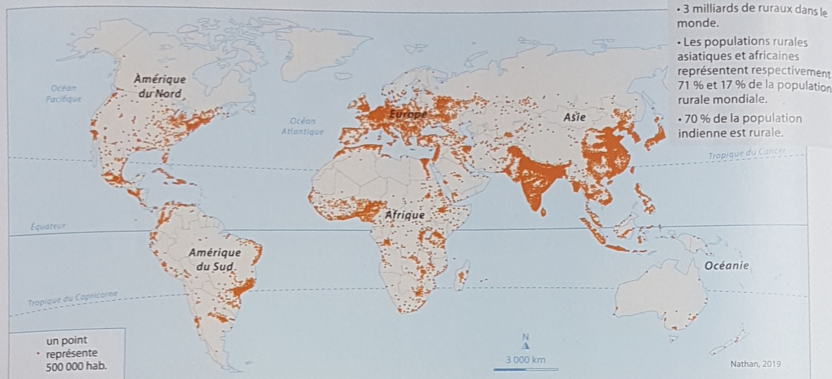 • 3 milliards de ruraux dans le
monde.
• Les populations rurales
asiatiques et africaines
représentent respectivement
71 % et 17 % de la population
rurale mondiale.
• 70 % de la population
indienne est rurale.
Amérique
du Nord
Océan
Pacifique
Océan
Atlantique
Europe
Asie
Tropique du Cancer
Afrique
Équateur
Amérique
du Sud
Océanie
Tropique du Capricorne
un point
• représente
500 000 hab.
N
3 000 km
Nathan, 2019